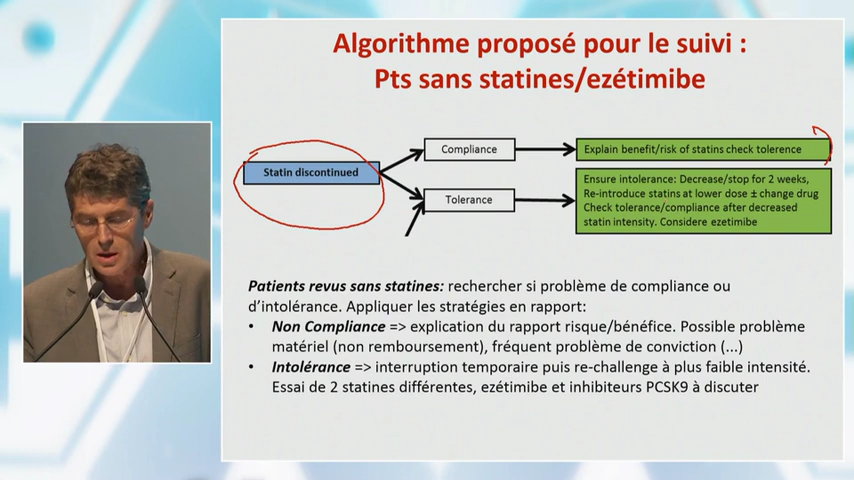 Algorithme proposé pour le suivi :
Pts sans statines/ezétimibe
Statin discontinued
Compliance
Explain benefit/risk of statins check tolerence
Tolerance
Ensure intolerance: Decrease/stop for 2 weeks,
Re-introduce statins at lower dose ± change drug
Check tolerance/compliance after decreased
statin intensity. Considere ezetimibe
Patients revus sans statines: rechercher si problème de compliance ou
d’intolérance. Appliquer les stratégies en rapport:
• Non Compliance => explication du rapport risque/bénéfice. Possible problème
matériel (non remboursement), fréquent problème de conviction (...)
• Intolérance => interruption temporaire puis re-challenge à plus faible intensité.
Essai de 2 statines différentes, ezétimibe et inhibiteurs PCSK9 à discuter